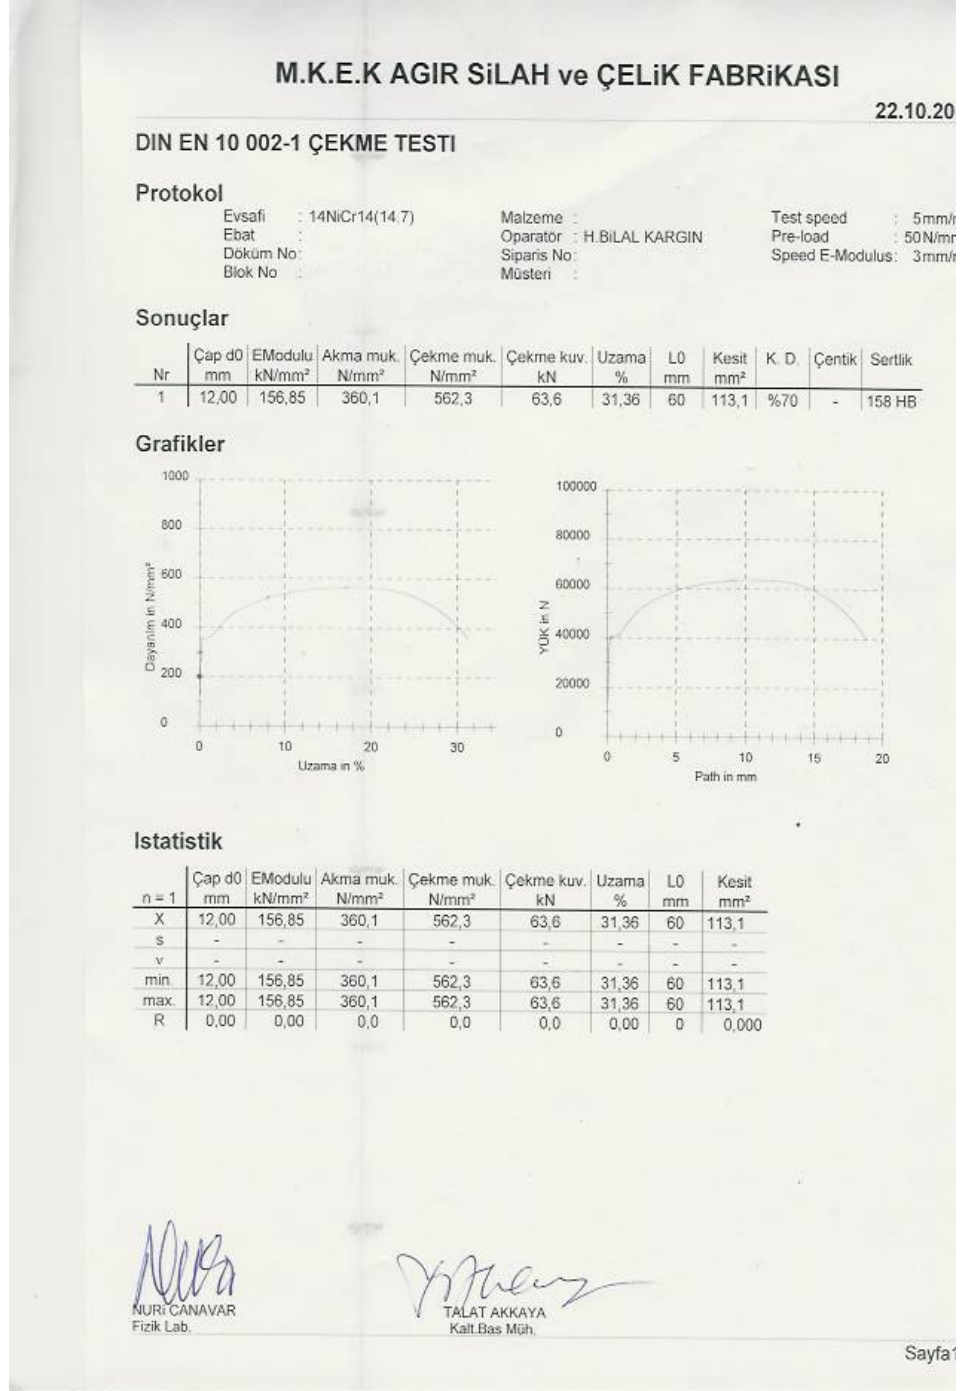 M.K.E.K AGIR SiLAH ve ÇELiK FABRiKASI
22.10.20
DIN EN 10 002-1 ÇEKME TESTI
Protokol
Evsafi : 14NiCr14(14.7) Malzeme : Test speed : 5mm/
Ebat : Oparatör : H.BiLAL KARGIN Pre-load : 50N/mm
Döküm No: Siparis No: Speed E-Modulus: 3mm/
Blok No : Müsteri :
Sonuçlar
Çap d0 EModulu Akma muk. Çekme muk. Çekme kuv. Uzama L0 Kesit K. D. Çentik Sertlik
Nr mm kN/mm² N/mm² N/mm² kN % mm mm²
1 12,00 156,85 360,1 562,3 63,6 31,36 60 113,1 %70 - 158 HB
Grafikler
1000
800
600
400
200
0
Dayanim in N/mm²
0 10 20 30
Uzama in %
100000
80000
60000
40000
20000
0
YÜK in N
0 5 10 15 20
Path in mm
Istatistik
Çap d0 EModulu Akma muk. Çekme muk. Çekme kuv. Uzama L0 Kesit
n = 1 mm kN/mm² N/mm² N/mm² kN % mm mm²
X 12,00 156,85 360,1 562,3 63,6 31,36 60 113,1
s - - - - - - - -
v - - - - - - - -
min. 12,00 156,85 360,1 562,3 63,6 31,36 60 113,1
max. 12,00 156,85 360,1 562,3 63,6 31,36 60 113,1
R 0,00 0,00 0,0 0,0 0,0 0,00 0 0,000
NURi CANAVAR
Fizik Lab.
TALAT AKKAYA
Kalt.Bas Müh.
Sayfa1